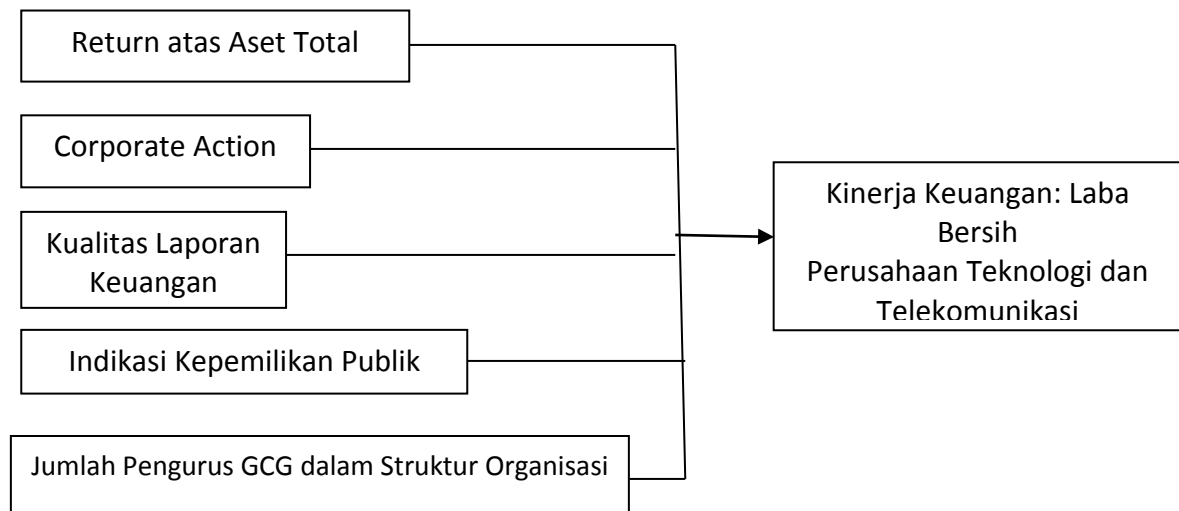 Return atas Aset Total
Corporate Action
Kualitas Laporan
Keuangan
Indikasi Kepemilikan Publik
Jumlah Pengurus GCG dalam Struktur Organisasi
Kinerja Keuangan: Laba
Bersih
Perusahaan Teknologi dan
Telekomunikasi